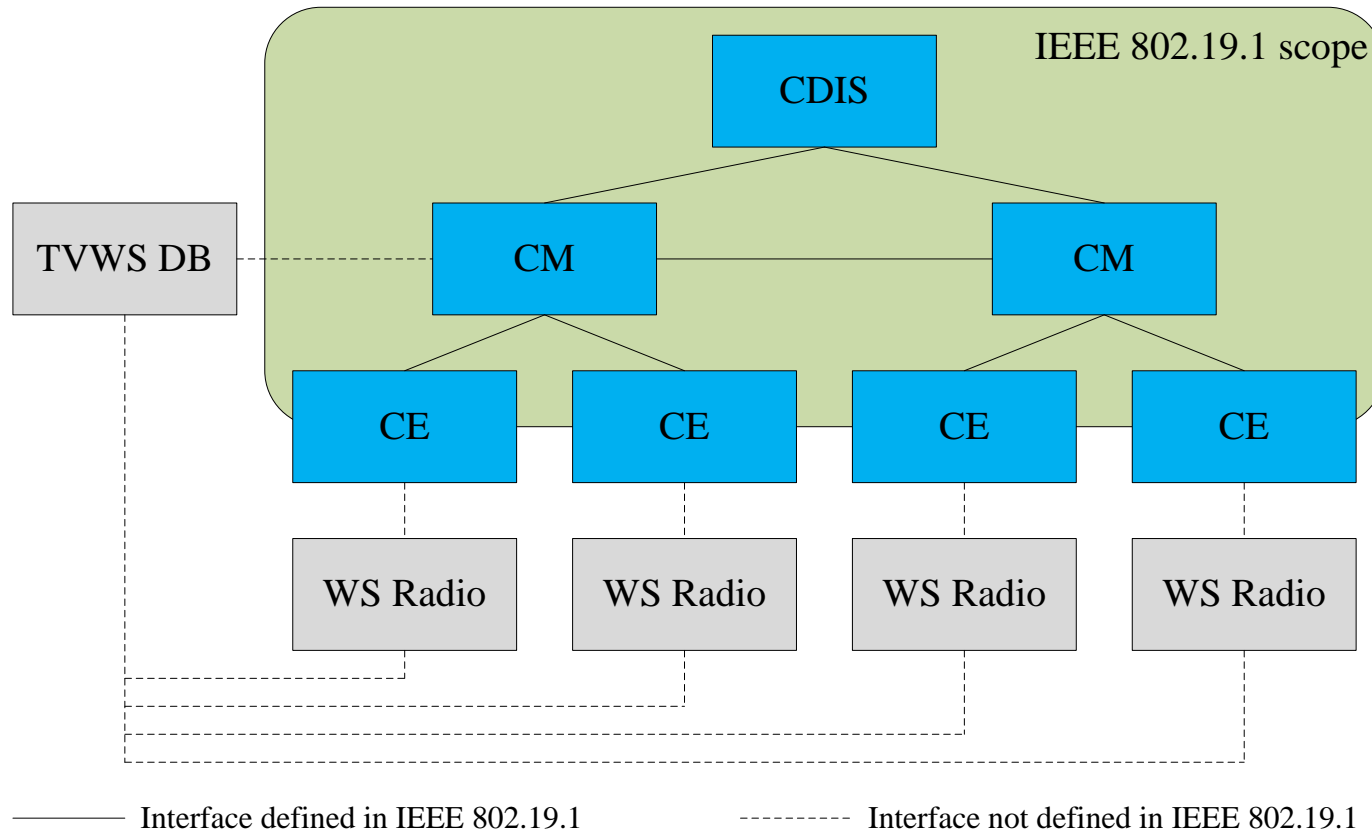 IEEE 802.19.1 scope
CDIS
TVWS DB
CM
CM
CE
CE
CE
CE
WS Radio
WS Radio
WS Radio
WS Radio
Interface defined in IEEE 802.19.1
Interface not defined in IEEE 802.19.1